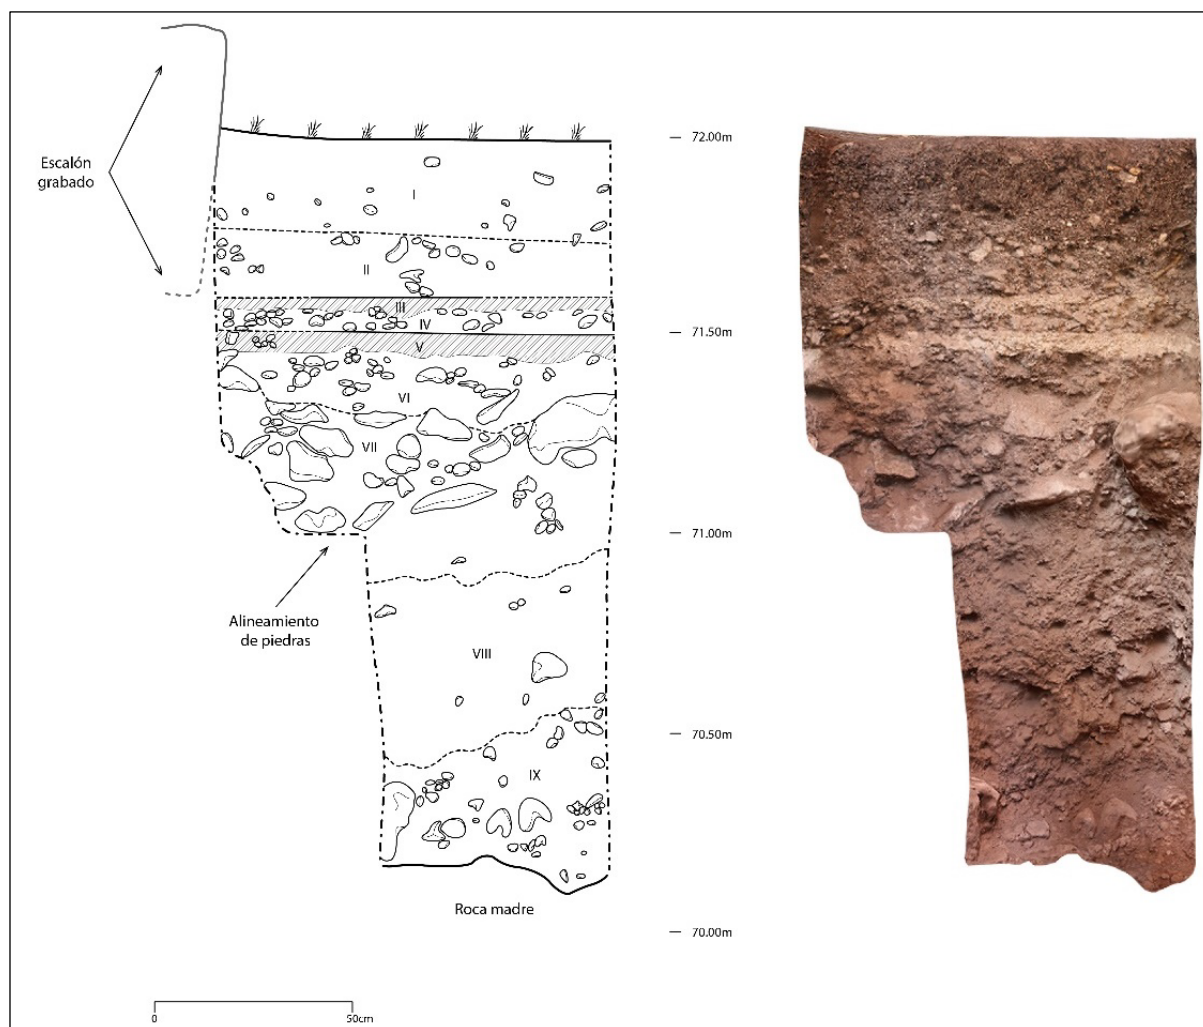 72.00m
Escalón
grabado
I
II
III
IV
71.50m
V
VI
VII
71.00m
Alineamiento
de piedras
VIII
70.50m
IX
Roca madre
70.00m
0 50cm